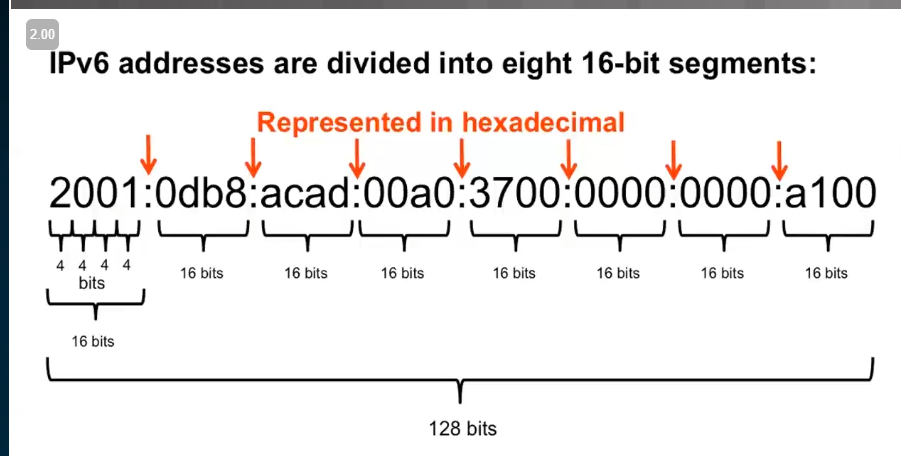 2.00
IPv6 addresses are divided into eight 16-bit segments:
Represented in hexadecimal
2001:0db8:acad:00a0:3700:0000:0000:a100
4 4 4 4
bits
16 bits 16 bits 16 bits 16 bits 16 bits 16 bits 16 bits
16 bits
128 bits